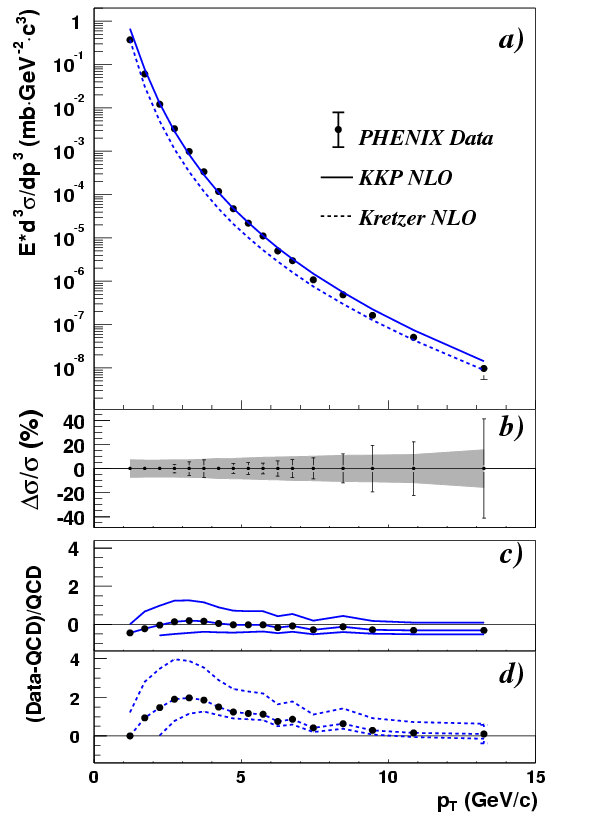 a)
E*d³σ/dp³ (mb·GeV⁻²·c³)
1
10⁻¹
10⁻²
10⁻³
10⁻⁴
10⁻⁵
10⁻⁶
10⁻⁷
10⁻⁸
PHENIX Data
KKP NLO
Kretzer NLO
b)
Δσ/σ (%)
40
20
0
-20
-40
c)
(Data-QCD)/QCD
4
2
0
d)
4
2
0
0 5 10 15
p_T (GeV/c)